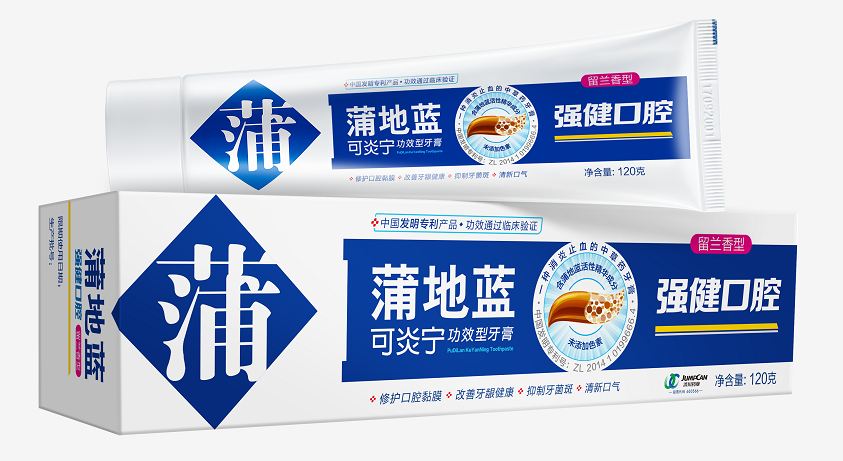 中国发明专利产品·功效通过临床验证
留兰香型
蒲
蒲地蓝
可炎宁 功效型牙膏
PuDiLan KeYanNing Toothpaste
一种消炎止血的中草药牙膏
含蒲地蓝活性精华成分
未添加色素
中国发明专利号: ZL 2014 1 0199666.4
强健口腔
修护口腔黏膜 · 改善牙龈健康 · 抑制牙菌斑 · 清新口气
净含量: 120克
中国发明专利产品·功效通过临床验证
留兰香型
蒲
蒲地蓝
可炎宁 功效型牙膏
PuDiLan KeYanNing Toothpaste
一种消炎止血的中草药牙膏
含蒲地蓝活性精华成分
未添加色素
中国发明专利号: ZL 2014 1 0199666.4
强健口腔
修护口腔黏膜 · 改善牙龈健康 · 抑制牙菌斑 · 清新口气
JUMPCAN
净含量: 120克
蒲地蓝
强健口腔
留兰香型
限期使用日期:
生产批号: